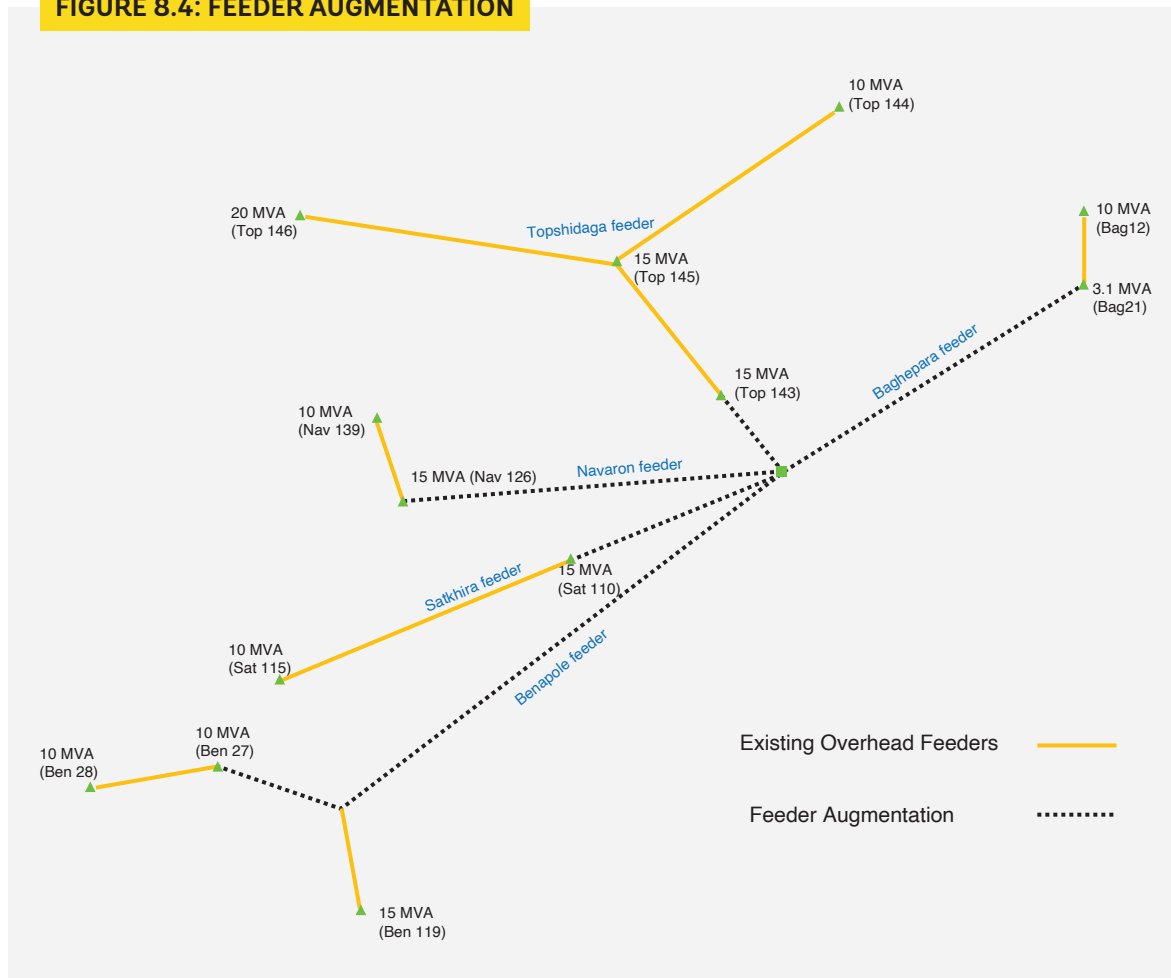 FIGURE 8.4: FEEDER AUGMENTATION
10 MVA
(Top 144)
20 MVA
(Top 146)
Topshidaga feeder
15 MVA
(Top 145)
10 MVA
(Bag12)
3.1 MVA
(Bag21)
Baghepara feeder
15 MVA
(Top 143)
10 MVA
(Nav 139)
15 MVA (Nav 126)
Navaron feeder
15 MVA
(Sat 110)
Satkhira feeder
10 MVA
(Sat 115)
Benapole feeder
10 MVA
(Ben 27)
10 MVA
(Ben 28)
Existing Overhead Feeders
Feeder Augmentation
15 MVA
(Ben 119)